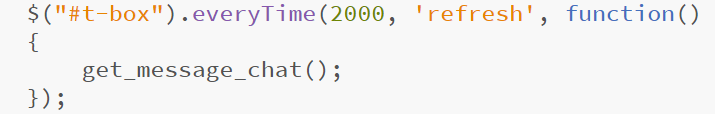 $("#t-box").everyTime(2000, 'refresh', function()
{
    get_message_chat();
});